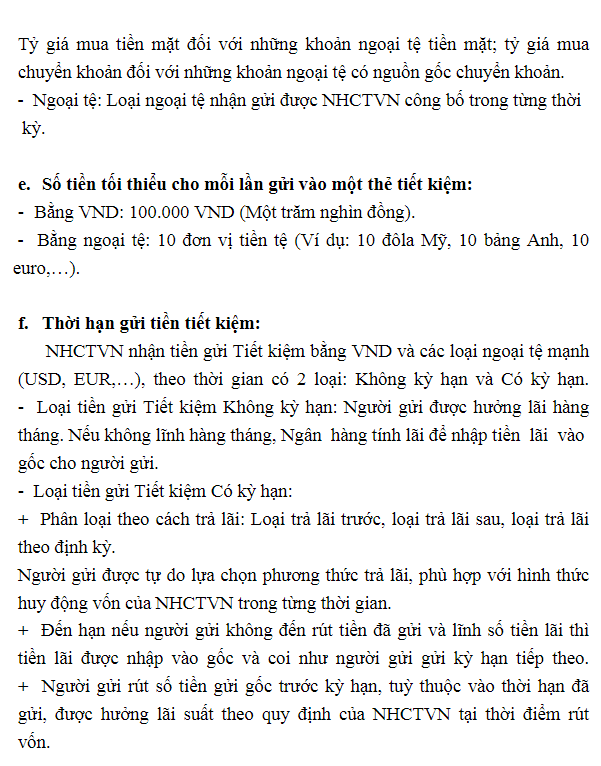 Tỷ giá mua tiền mặt đối với những khoản ngoại tệ tiền mặt; tỷ giá mua
chuyển khoản đối với những khoản ngoại tệ có nguồn gốc chuyển khoản.
- Ngoại tệ: Loại ngoại tệ nhận gửi được NHCTVN công bố trong từng thời
kỳ.
e. Số tiền tối thiểu cho mỗi lần gửi vào một thẻ tiết kiệm:
- Bằng VND: 100.000 VND (Một trăm nghìn đồng).
- Bằng ngoại tệ: 10 đơn vị tiền tệ (Ví dụ: 10 đôla Mỹ, 10 bảng Anh, 10
euro,…).
f. Thời hạn gửi tiền tiết kiệm:
NHCTVN nhận tiền gửi Tiết kiệm bằng VND và các loại ngoại tệ mạnh
(USD, EUR,…), theo thời gian có 2 loại: Không kỳ hạn và Có kỳ hạn.
- Loại tiền gửi Tiết kiệm Không kỳ hạn: Người gửi được hưởng lãi hàng
tháng. Nếu không lĩnh hàng tháng, Ngân hàng tính lãi để nhập tiền lãi vào
gốc cho người gửi.
- Loại tiền gửi Tiết kiệm Có kỳ hạn:
+ Phân loại theo cách trả lãi: Loại trả lãi trước, loại trả lãi sau, loại trả lãi
theo định kỳ.
Người gửi được tự do lựa chọn phương thức trả lãi, phù hợp với hình thức
huy động vốn của NHCTVN trong từng thời gian.
+ Đến hạn nếu người gửi không đến rút tiền đã gửi và lĩnh số tiền lãi thì
tiền lãi được nhập vào gốc và coi như người gửi gửi kỳ hạn tiếp theo.
+ Người gửi rút số tiền gửi gốc trước kỳ hạn, tuỳ thuộc vào thời hạn đã
gửi, được hưởng lãi suất theo quy định của NHCTVN tại thời điểm rút
vốn.